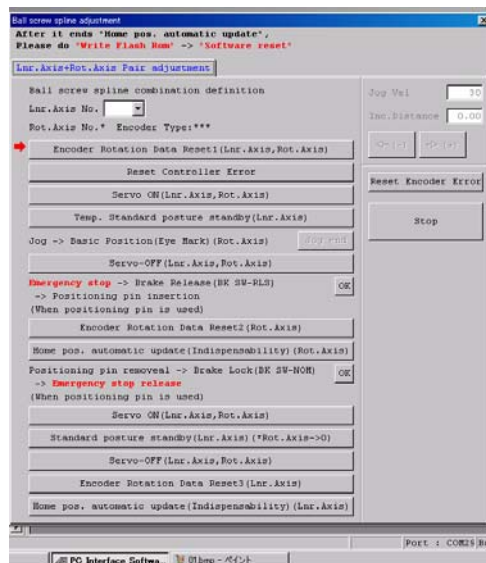 Ball screw spline adjustment
After it ends "Home pos. automatic update",
Please do "Write Flash Rom" -> "Software reset"
Lnr.Axis+Rot.Axis Pair adjustment
Ball screw spline combination definition
Lnr.Axis No.
Rot.Axis No.* Encoder Type:***
Encoder Rotation Data Reset1(Lnr.Axis,Rot.Axis)
Reset Controller Error
Servo ON(Lnr.Axis,Rot.Axis)
Temp. Standard posture standby(Lnr.Axis)
Jog -> Basic Position(Eye Mark)(Rot.Axis)
Jog end
Servo-OFF(Lnr.Axis,Rot.Axis)
Emergency stop -> Brake Release(BK SW-RLS)
-> Positioning pin insertion
(When positioning pin is used)
OK
Encoder Rotation Data Reset2(Rot.Axis)
Home pos. automatic update(Indispensability)(Rot.Axis)
Positioning pin removeal -> Brake Lock(BK SW-NOM)
-> Emergency stop release
(When positioning pin is used)
OK
Servo ON(Lnr.Axis,Rot.Axis)
Standard posture standby(Lnr.Axis)(*Rot.Axis->0)
Servo-OFF(Lnr.Axis,Rot.Axis)
Encoder Rotation Data Reset3(Lnr.Axis)
Home pos. automatic update(Indispensability)(Lnr.Axis)
Jog Vel 30
Inc.Distance 0.00
Reset Encoder Error
Stop
Port : COM2
PC Interface Softwa..
01bmp - ペイント